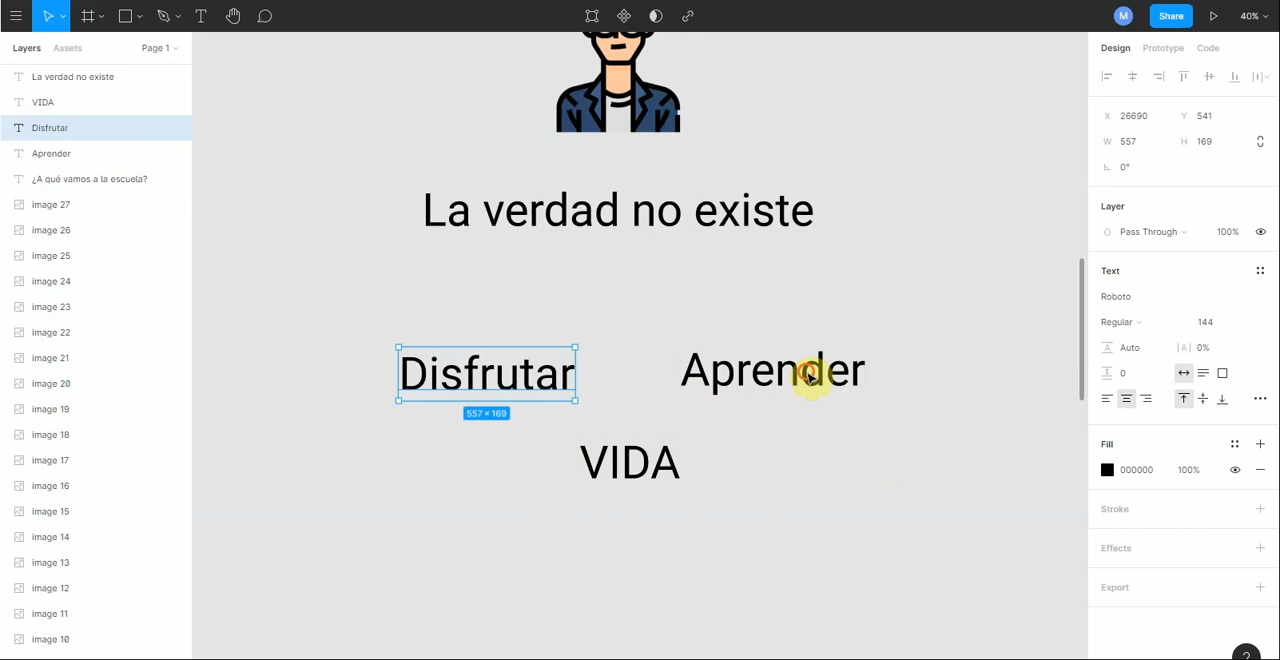 M
Share
40%
Layers
Assets
Page 1
La verdad no existe
VIDA
Disfrutar
Aprender
¿A qué vamos a la escuela?
image 27
image 26
image 25
image 24
image 23
image 22
image 21
image 20
image 19
image 18
image 17
image 16
image 15
image 14
image 13
image 12
image 11
image 10
La verdad no existe
Disfrutar
Aprender
557 × 169
VIDA
Design
Prototype
Code
X 26690 Y 541
W 557 H 169
0°
Layer
Pass Through 100%
Text
Roboto
Regular 144
A Auto |A| 0%
0
Fill
000000 100%
Stroke
Effects
Export
?